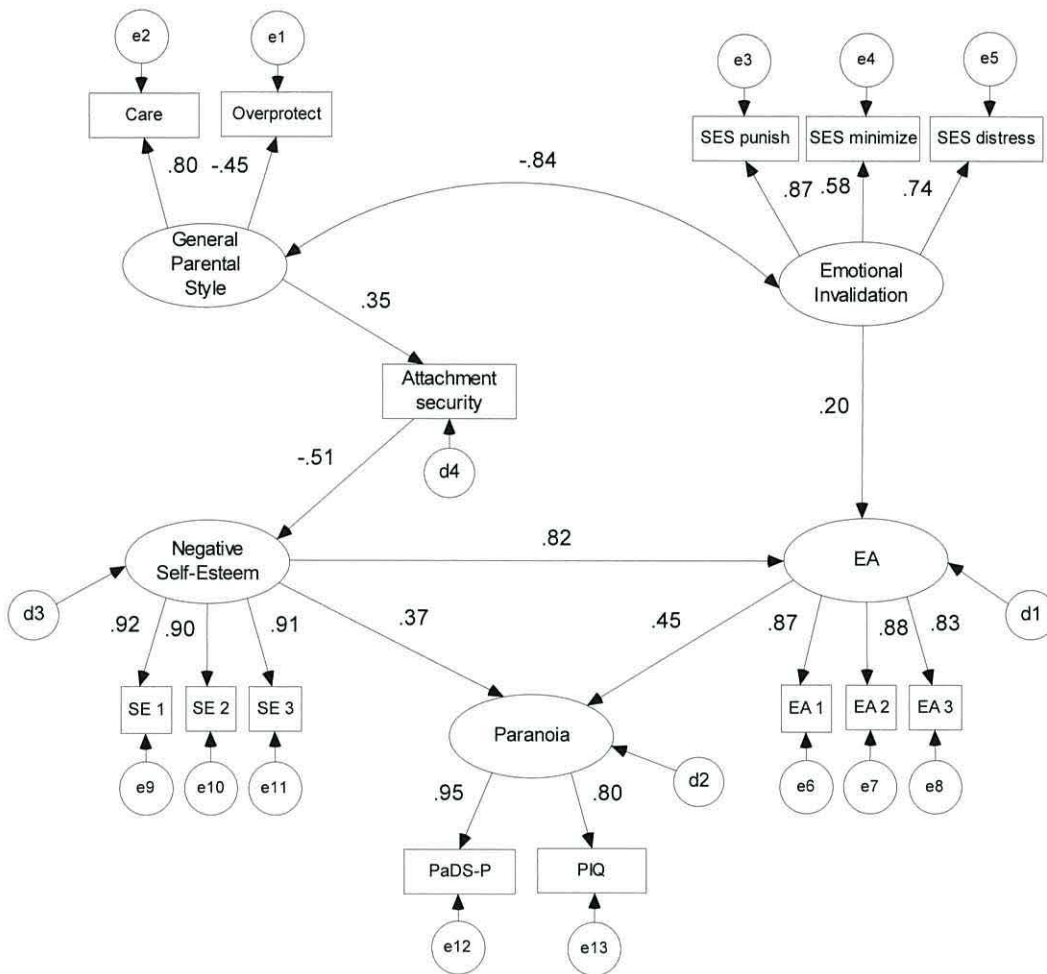 e2
e1
e3
e4
e5
Care
Overprotect
SES punish
SES minimize
SES distress
.80
-.45
-.84
.87
.58
.74
General
Parental
Style
Emotional
Invalidation
.35
Attachment
security
.20
-.51
d4
Negative
Self-Esteem
.82
EA
d3
d1
.92
.90
.91
.37
.45
.87
.88
.83
SE 1
SE 2
SE 3
Paranoia
EA 1
EA 2
EA 3
e9
e10
e11
d2
e6
e7
e8
.95
.80
PaDS-P
PIQ
e12
e13